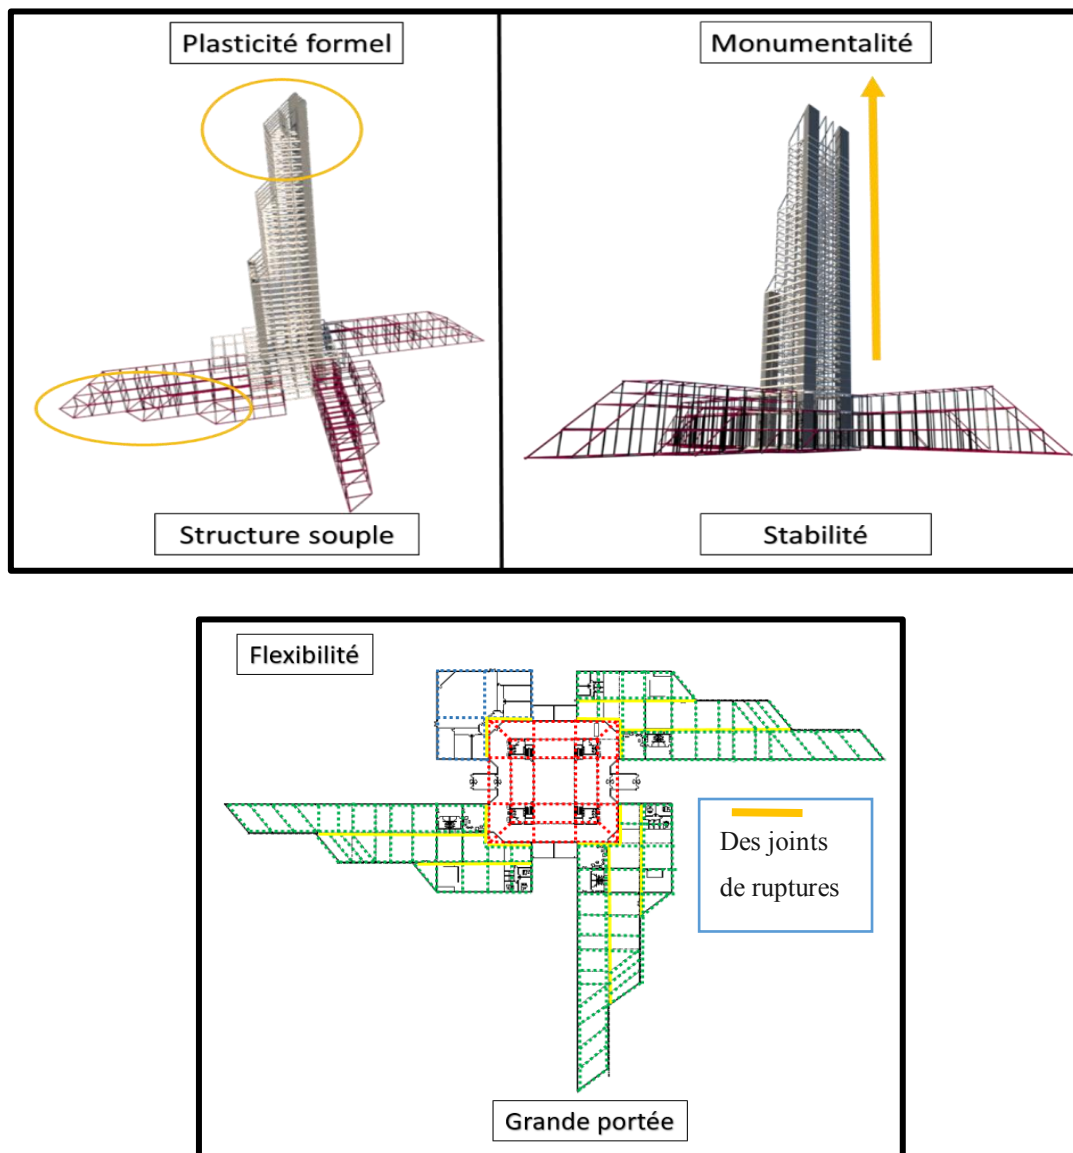 Plasticité formel
Monumentalité
Structure souple
Stabilité
Flexibilité
Des joints
de ruptures
Grande portée